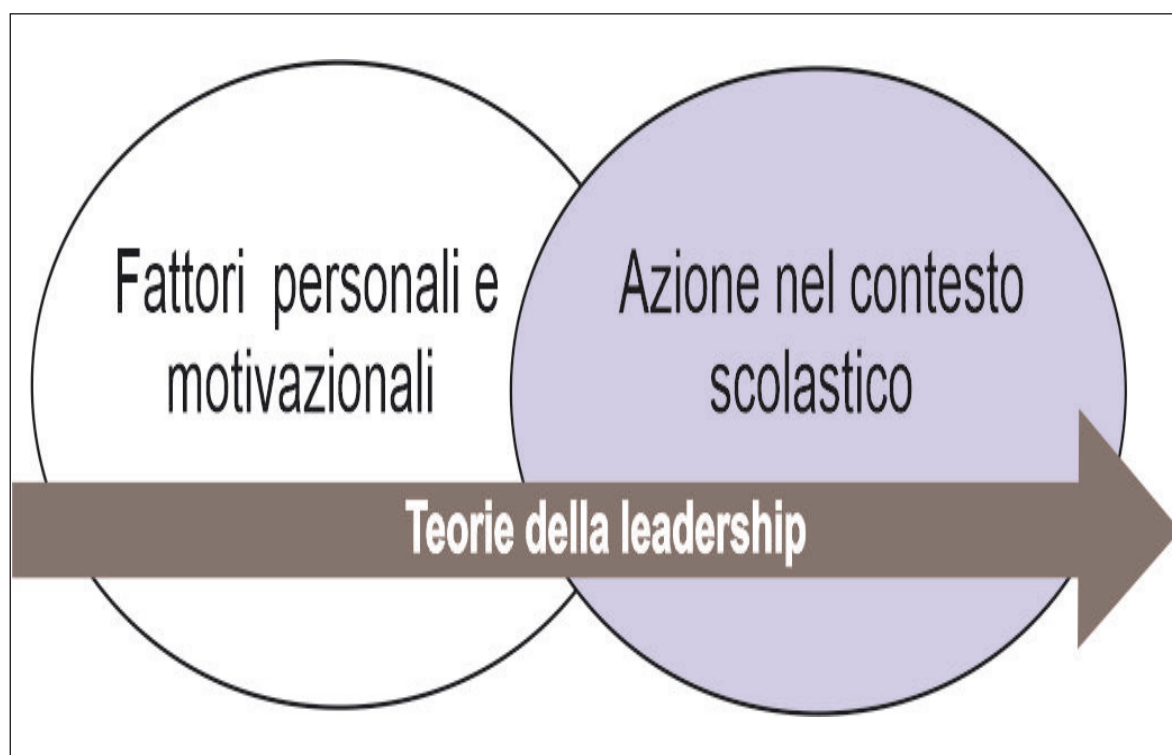 Fattori personali e
motivazionali
Azione nel contesto
scolastico
Teorie della leadership